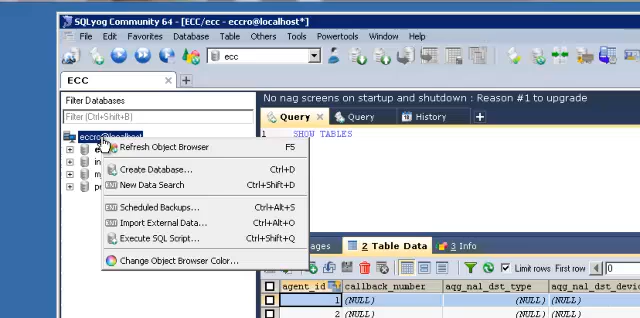 SQLyog Community 64 - [ECC/ecc - eccro@localhost*]
File Edit Favorites Database Table Others Tools Powertools Window Help
ecc
ECC
Filter Databases
Filter (Ctrl+Shift+B)
No nag screens on startup and shutdown : Reason #1 to upgrade
Query Query History
1 SHOW TABLES
eccro@localhost
Refresh Object Browser F5
Create Database... Ctrl+D
New Data Search Ctrl+Shift+D
Scheduled Backups... Ctrl+Alt+S
Import External Data... Ctrl+Alt+O
Execute SQL Script... Ctrl+Shift+Q
Change Object Browser Color...
ages 2 Table Data 3 Info
Limit rows First row 0
agent_id callback_number aqg_nal_dst_type aqg_nal_dst_devic
1 (NULL) (NULL) (NULL)
2 (NULL) (NULL) (NULL)